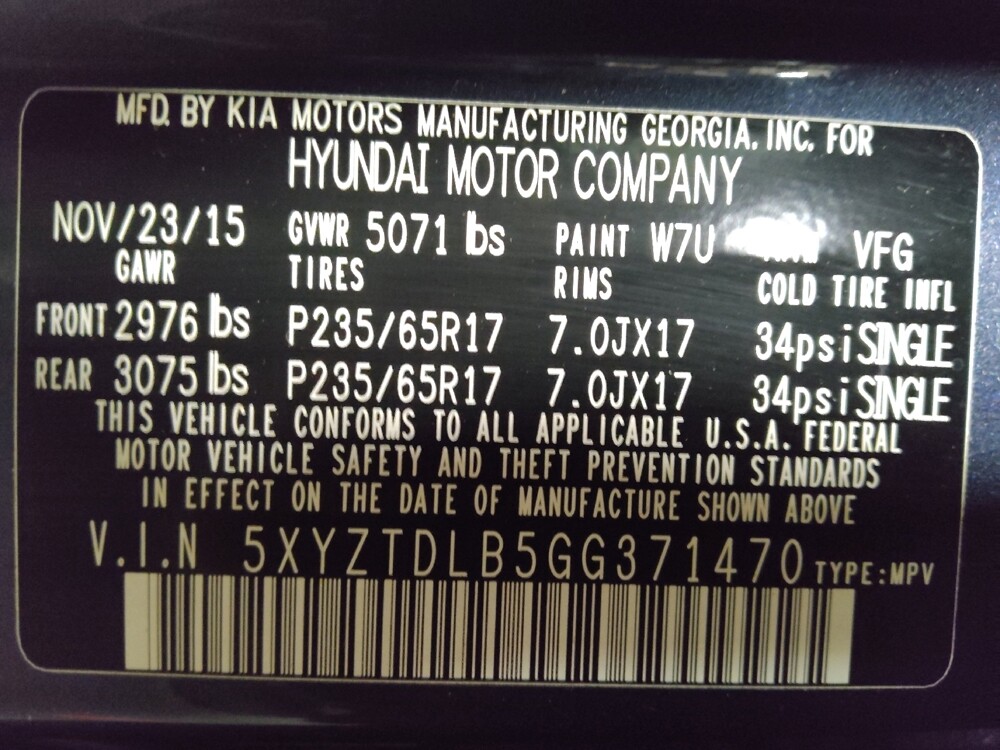 MFD. BY KIA MOTORS MANUFACTURING GEORGIA. INC. FOR
HYUNDAI MOTOR COMPANY
NOV/23/15 GVWR 5071 lbs PAINT W7U VFG
GAWR TIRES RIMS COLD TIRE INFL
FRONT 2976 lbs P235/65R17 7.0JX17 34psi SINGLE
REAR 3075 lbs P235/65R17 7.0JX17 34psi SINGLE
THIS VEHICLE CONFORMS TO ALL APPLICABLE U.S.A. FEDERAL
MOTOR VEHICLE SAFETY AND THEFT PREVENTION STANDARDS
IN EFFECT ON THE DATE OF MANUFACTURE SHOWN ABOVE
V.I.N 5XYZTDLB5GG371470 TYPE:MPV